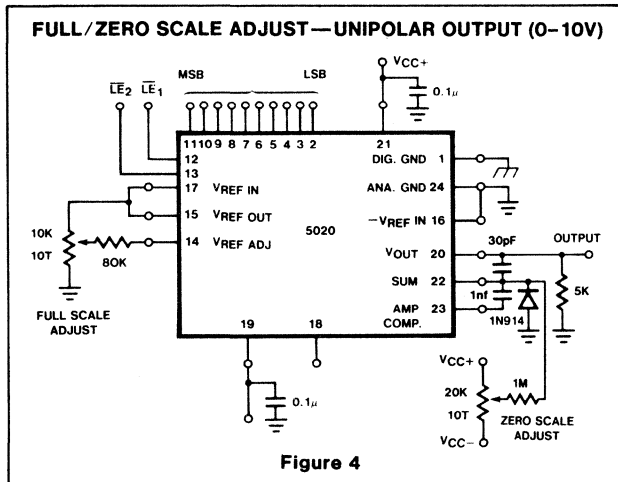 FULL/ZERO SCALE ADJUST—UNIPOLAR OUTPUT (0–10V)
LE2 LE1 MSB LSB VCC+
0.1μ
11 10 9 8 7 6 5 4 3 2 21
12 DIG. GND 1
13
17 VREF IN ANA. GND 24
–VREF IN 16
15 VREF OUT 5020 30pF OUTPUT
10K
10T
80K
14 VREF ADJ VOUT 20
SUM 22
1nf
5K
FULL SCALE
ADJUST
AMP
COMP.
23
1N914
19 18
VCC+
0.1μ
20K
10T
1M
ZERO SCALE
ADJUST
VCC–
Figure 4